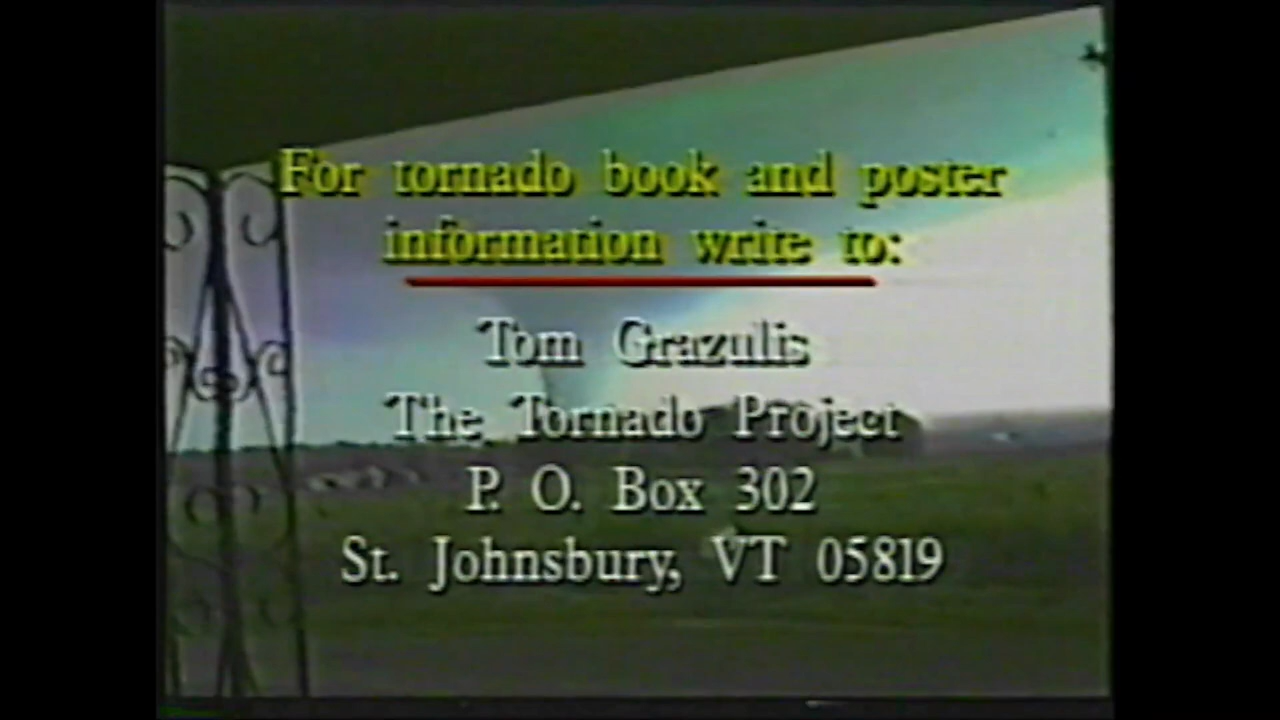 For tornado book and poster
information write to:
Tom Grazulis
The Tornado Project
P. O. Box 302
St. Johnsbury, VT 05819